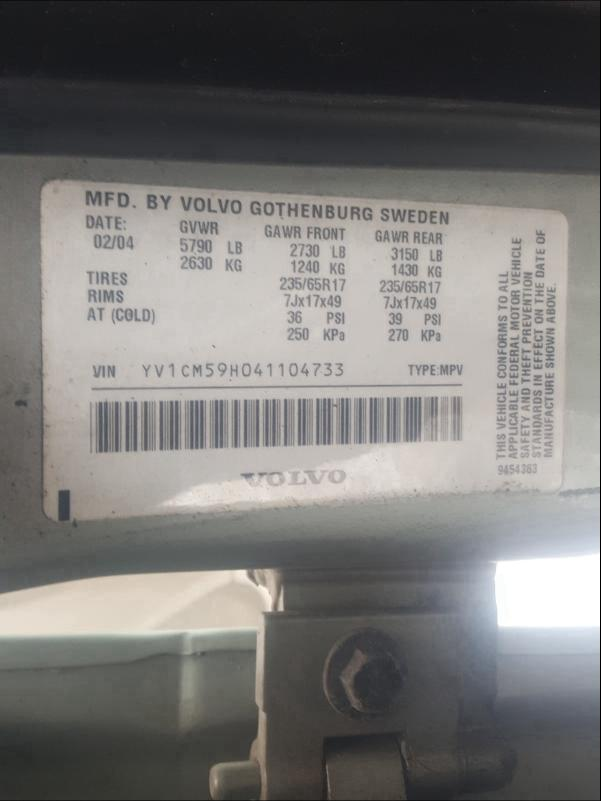 MFD. BY VOLVO GOTHENBURG SWEDEN
DATE: GVWR GAWR FRONT GAWR REAR
02/04 5790 LB 2730 LB 3150 LB
2630 KG 1240 KG 1430 KG
TIRES 235/65R17 235/65R17
RIMS 7Jx17x49 7Jx17x49
AT (COLD) 36 PSI 39 PSI
250 KPa 270 KPa
VIN YV1CM59H041104733 TYPE:MPV
VOLVO
THIS VEHICLE CONFORMS TO ALL
APPLICABLE FEDERAL MOTOR VEHICLE
SAFETY AND THEFT PREVENTION
STANDARDS IN EFFECT ON THE DATE OF
MANUFACTURE SHOWN ABOVE.
9454383